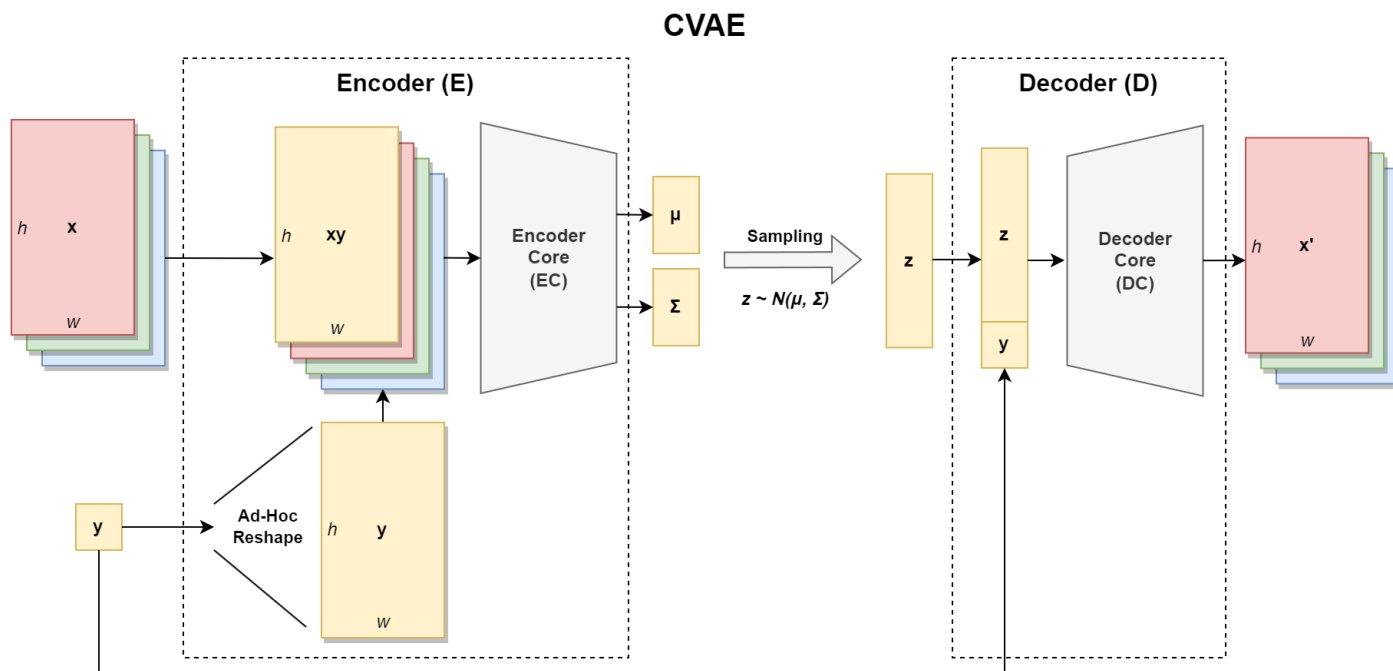 CVAE
Encoder (E)
Decoder (D)
h
x
w
h
xy
w
Encoder
Core
(EC)
μ
Σ
Sampling
z ~ N(μ, Σ)
z
z
y
Decoder
Core
(DC)
h
x'
w
y
Ad-Hoc
Reshape
h
y
w